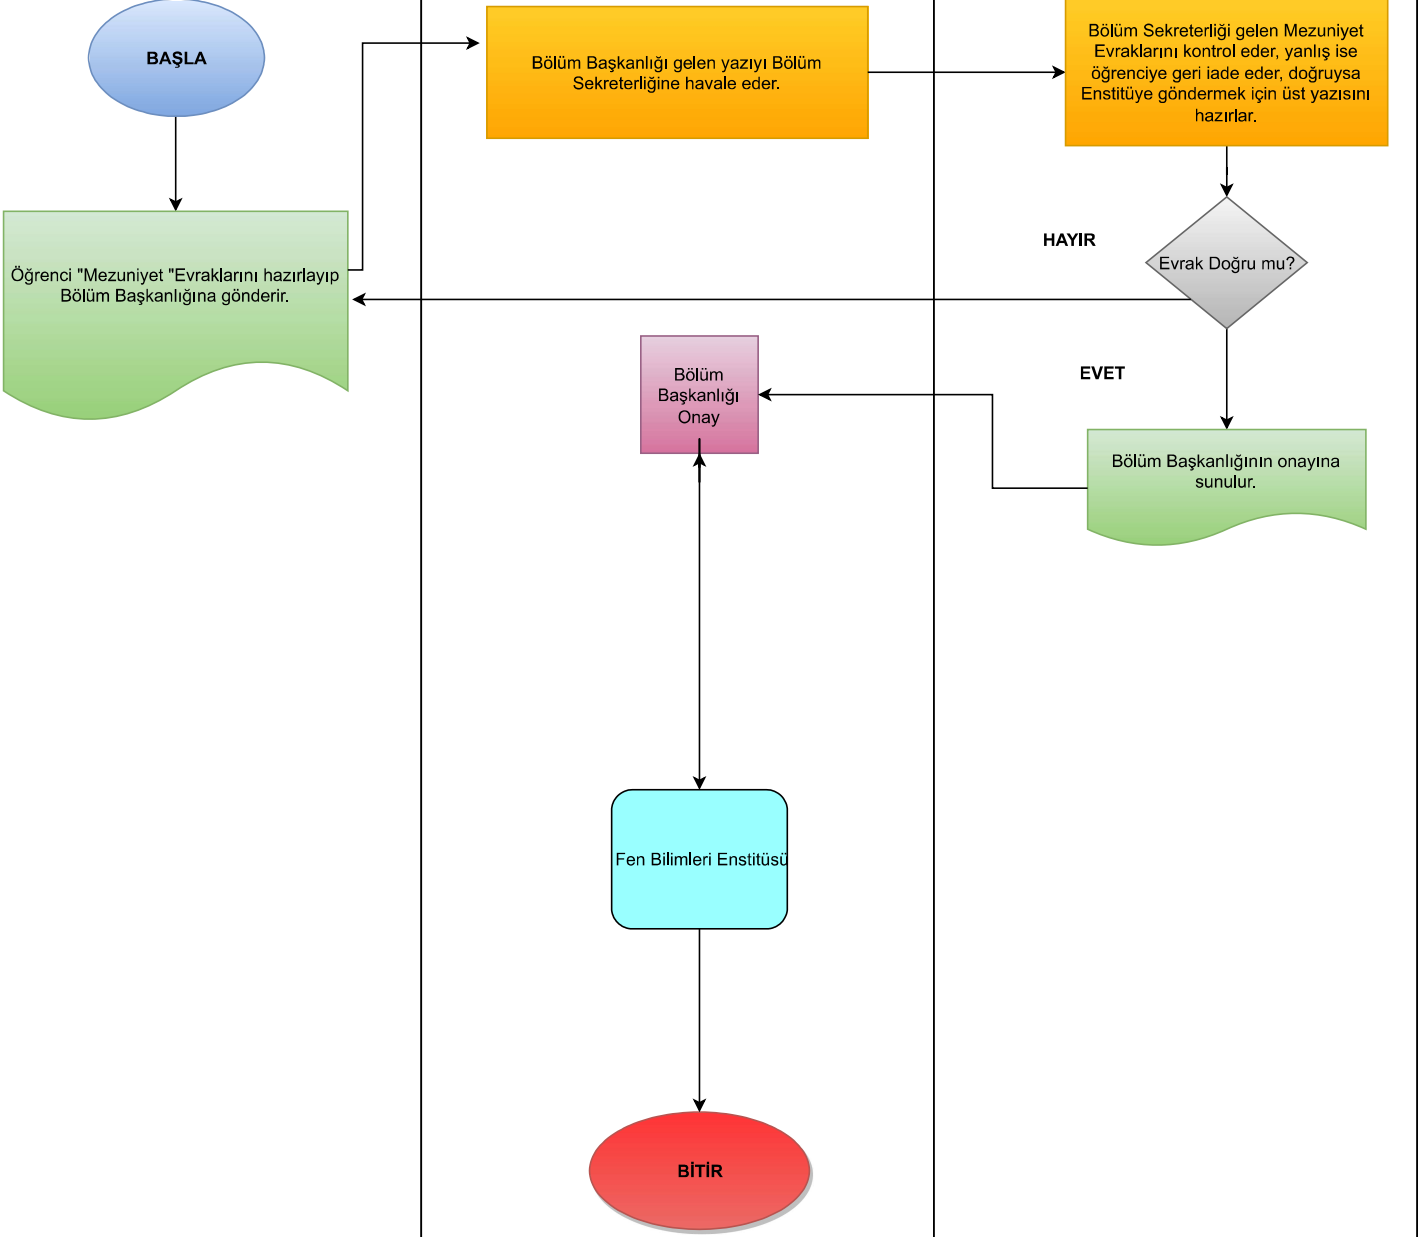 BAŞLA
Öğrenci "Mezuniyet "Evraklarını hazırlayıp
Bölüm Başkanlığına gönderir.
Bölüm Başkanlığı gelen yazıyı Bölüm
Sekreterliğine havale eder.
Bölüm Sekreterliği gelen Mezuniyet
Evraklarını kontrol eder, yanlış ise
öğrenciye geri iade eder, doğruysa
Enstitüye göndermek için üst yazısını
hazırlar.
HAYIR
Evrak Doğru mu?
EVET
Bölüm Başkanlığının onayına
sunulur.
Bölüm
Başkanlığı
Onay
Fen Bilimleri Enstitüsü
BİTİR